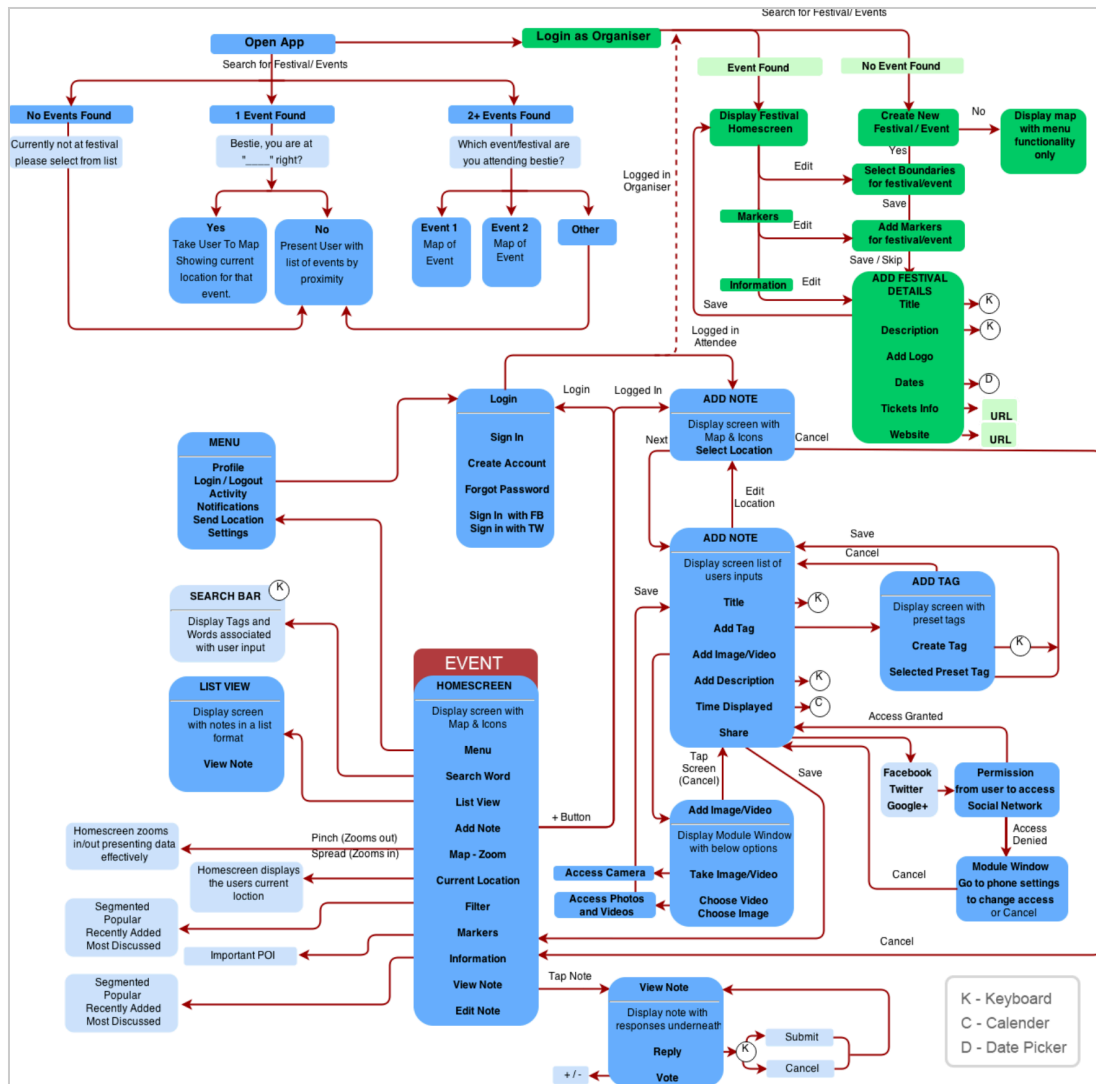 Search for Festival/ Events
Open App
Login as Organiser
Search for Festival/ Events
Event Found
No Event Found
No Events Found
1 Event Found
2+ Events Found
Currently not at festival
please select from list
Bestie, you are at
"_____" right?
Which event/festival are
you attending bestie?
Display Festival
Homescreen
Create New
Festival / Event
No
Display map
with menu
functionality
only
Yes
Logged in
Organiser
Edit
Select Boundaries
for festival/event
Save
Yes
Take User To Map
Showing current
location for that
event.
No
Present User with
list of events by
proximity
Event 1
Map of
Event
Event 2
Map of
Event
Other
Markers
Edit
Add Markers
for festival/event
Save / Skip
Information
Edit
Save
ADD FESTIVAL
DETAILS
Title
K
Description
K
Add Logo
Dates
D
Tickets Info
URL
Website
URL
Logged in
Attendee
Login
Logged In
Login
Sign In
Create Account
Forgot Password
Sign In with FB
Sign in with TW
ADD NOTE
Display screen with
Map & Icons
Select Location
Cancel
Next
Edit
Location
MENU
Profile
Login / Logout
Activity
Notifications
Send Location
Settings
ADD NOTE
Display screen list of
users inputs
Title
K
Add Tag
Add Image/Video
Add Description
K
Time Displayed
C
Share
Save
Save
Cancel
ADD TAG
Display screen with
preset tags
Create Tag
K
Selected Preset Tag
SEARCH BAR
K
Display Tags and
Words associated
with user input
LIST VIEW
Display screen
with notes in a list
format
View Note
EVENT
HOMESCREEN
Display screen with
Map & Icons
Menu
Search Word
List View
Add Note
Map - Zoom
Current Location
Filter
Markers
Information
View Note
Edit Note
+ Button
Pinch (Zooms out)
Spread (Zooms in)
Homescreen zooms
in/out presenting data
effectively
Homescreen displays
the users current
loction
Segmented
Popular
Recently Added
Most Discussed
Important POI
Segmented
Popular
Recently Added
Most Discussed
Tap
Screen
(Cancel)
Save
Access Granted
Facebook
Twitter
Google+
Permission
from user to access
Social Network
Access
Denied
Cancel
Module Window
Go to phone settings
to change access
or Cancel
Add Image/Video
Display Module Window
with below options
Take Image/Video
Choose Video
Choose Image
Access Camera
Access Photos
and Videos
Cancel
Tap Note
View Note
Display note with
responses underneath
Reply
K
Submit
Cancel
Vote
+ / -
K - Keyboard
C - Calender
D - Date Picker